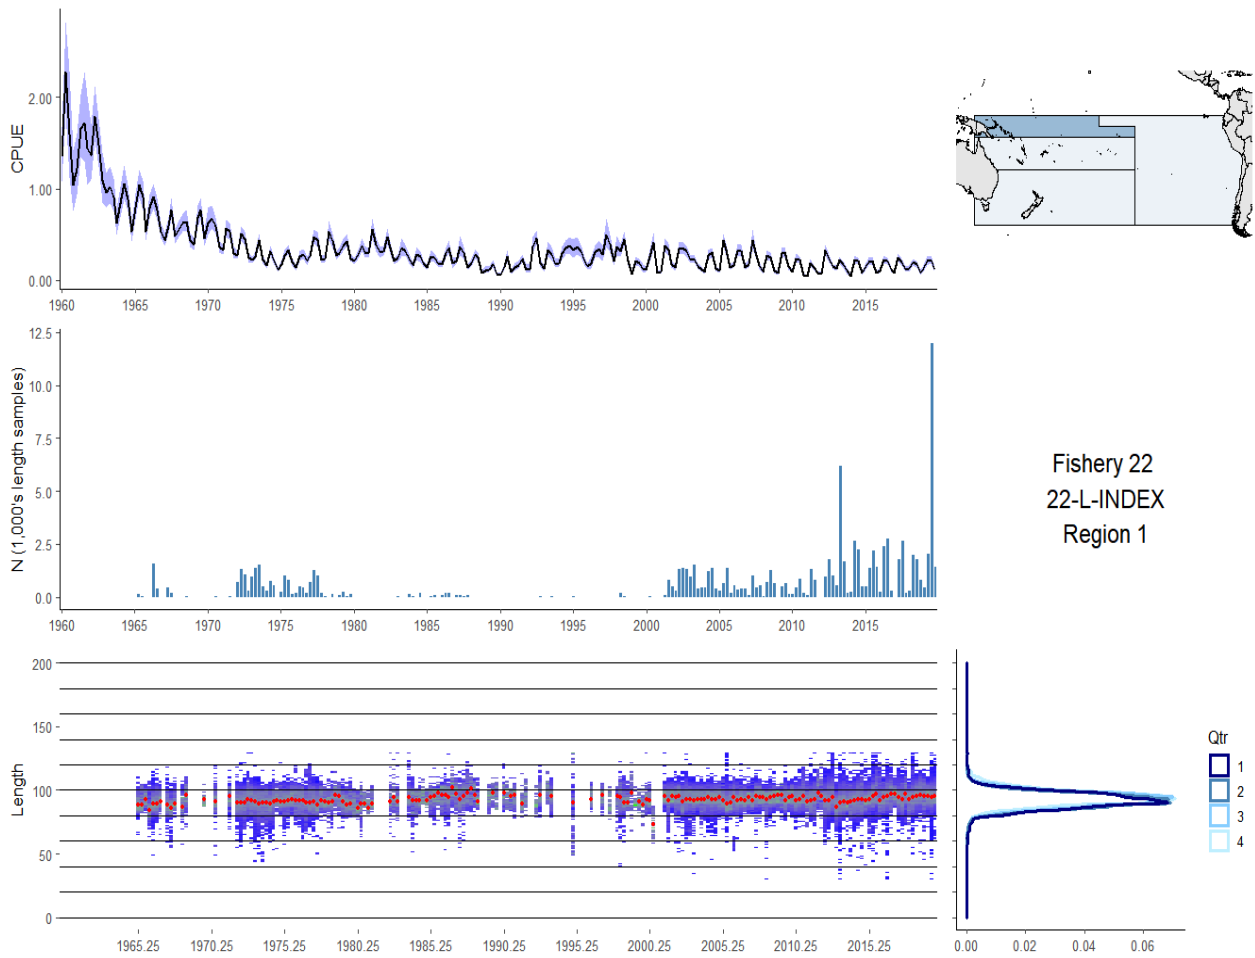 CPUE
2.00
1.00
0.00
1960 1965 1970 1975 1980 1985 1990 1995 2000 2005 2010 2015
N (1,000's length samples)
12.5
10.0
7.5
5.0
2.5
0.0
1960 1965 1970 1975 1980 1985 1990 1995 2000 2005 2010 2015
Fishery 22
22-L-INDEX
Region 1
Length
200
150
100
50
0
1965.25 1970.25 1975.25 1980.25 1985.25 1990.25 1995.25 2000.25 2005.25 2010.25 2015.25
0.00 0.02 0.04 0.06
Qtr
1
2
3
4